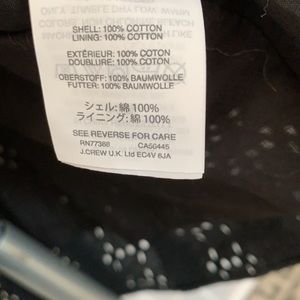 SHELL: 100% COTTON
LINING: 100% COTTON
EXTÉRIEUR: 100% COTON
DOUBLURE: 100% COTON
OBERSTOFF: 100% BAUMWOLLE
FUTTER: 100% BAUMWOLLE
シェル: 綿 100%
ライニング: 綿 100%
SEE REVERSE FOR CARE
RN77388 CA56445
J.CREW U.K. Ltd EC4V 6JA